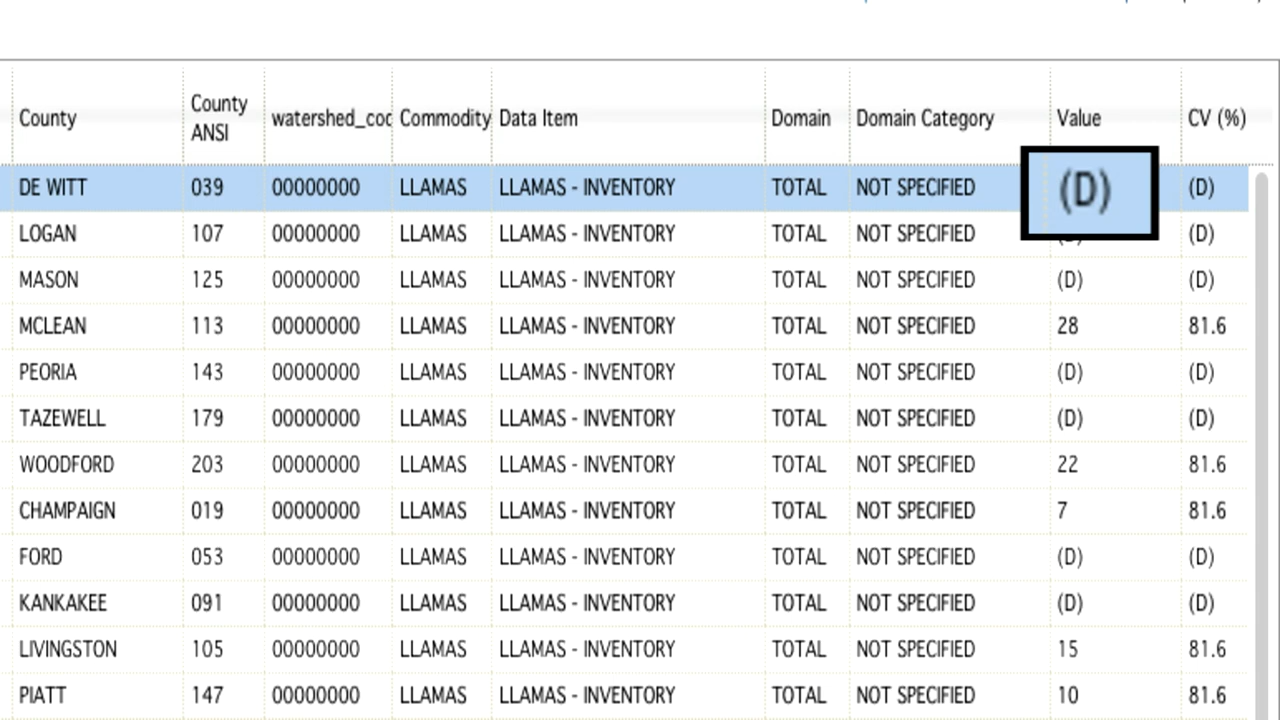 County County ANSI watershed_coc Commodity Data Item Domain Domain Category Value CV (%)
DE WITT 039 00000000 LLAMAS LLAMAS - INVENTORY TOTAL NOT SPECIFIED (D) (D)
LOGAN 107 00000000 LLAMAS LLAMAS - INVENTORY TOTAL NOT SPECIFIED (D)
MASON 125 00000000 LLAMAS LLAMAS - INVENTORY TOTAL NOT SPECIFIED (D) (D)
MCLEAN 113 00000000 LLAMAS LLAMAS - INVENTORY TOTAL NOT SPECIFIED 28 81.6
PEORIA 143 00000000 LLAMAS LLAMAS - INVENTORY TOTAL NOT SPECIFIED (D) (D)
TAZEWELL 179 00000000 LLAMAS LLAMAS - INVENTORY TOTAL NOT SPECIFIED (D) (D)
WOODFORD 203 00000000 LLAMAS LLAMAS - INVENTORY TOTAL NOT SPECIFIED 22 81.6
CHAMPAIGN 019 00000000 LLAMAS LLAMAS - INVENTORY TOTAL NOT SPECIFIED 7 81.6
FORD 053 00000000 LLAMAS LLAMAS - INVENTORY TOTAL NOT SPECIFIED (D) (D)
KANKAKEE 091 00000000 LLAMAS LLAMAS - INVENTORY TOTAL NOT SPECIFIED (D) (D)
LIVINGSTON 105 00000000 LLAMAS LLAMAS - INVENTORY TOTAL NOT SPECIFIED 15 81.6
PIATT 147 00000000 LLAMAS LLAMAS - INVENTORY TOTAL NOT SPECIFIED 10 81.6